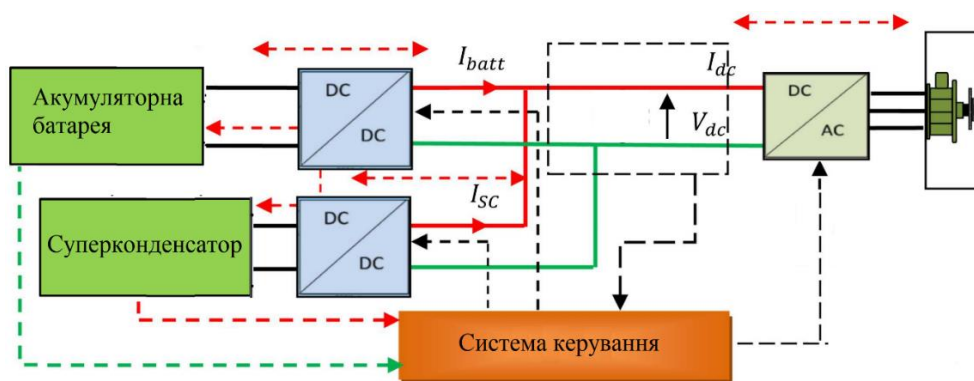 I_batt
I_dc
DC
DC
Акумуляторна
батарея
DC
AC
V_dc
I_SC
DC
DC
Суперконденсатор
Система керування